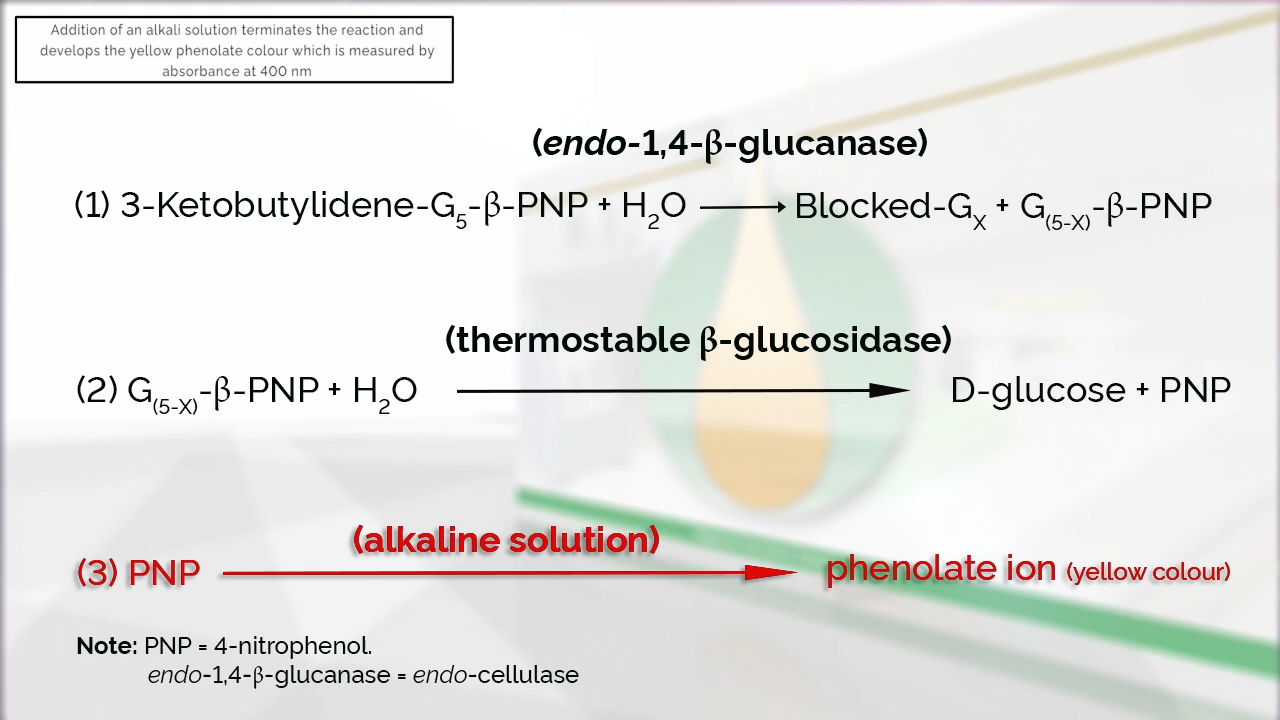 Addition of an alkali solution terminates the reaction and
develops the yellow phenolate colour which is measured by
absorbance at 400 nm
(endo-1,4-β-glucanase)
(1) 3-Ketobutylidene-G₅-β-PNP + H₂O ⟶ Blocked-Gₓ + G₍₅₋ₓ₎-β-PNP
(thermostable β-glucosidase)
(2) G₍₅₋ₓ₎-β-PNP + H₂O ⟶ D-glucose + PNP
(alkaline solution)
(3) PNP ⟶ phenolate ion (yellow colour)
Note: PNP = 4-nitrophenol.
endo-1,4-β-glucanase = endo-cellulase